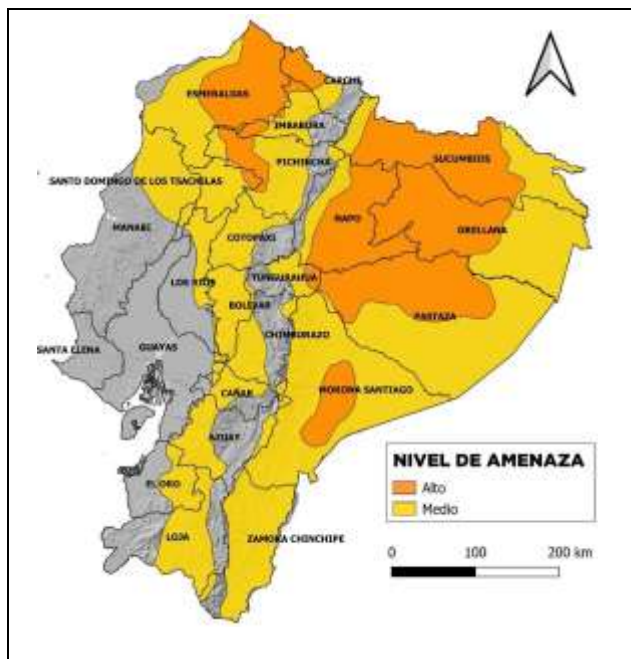 CARCHI
ESMERALDAS
IMBABURA
PICHINCHA
SUCUMBIOS
SANTO DOMINGO DE LOS TSACHILAS
NAPO
MANABI
ORELLANA
COTOPAXI
LOS RIOS
TUNGURAHUA
BOLIVAR
PASTAZA
CHIMBORAZO
SANTA ELENA
GUAYAS
MORONA SANTIAGO
CAÑAR
AZUAY
NIVEL DE AMENAZA
EL ORO
Alto
Medio
LOJA
ZAMORA CHINCHIPE
0 100 200 km